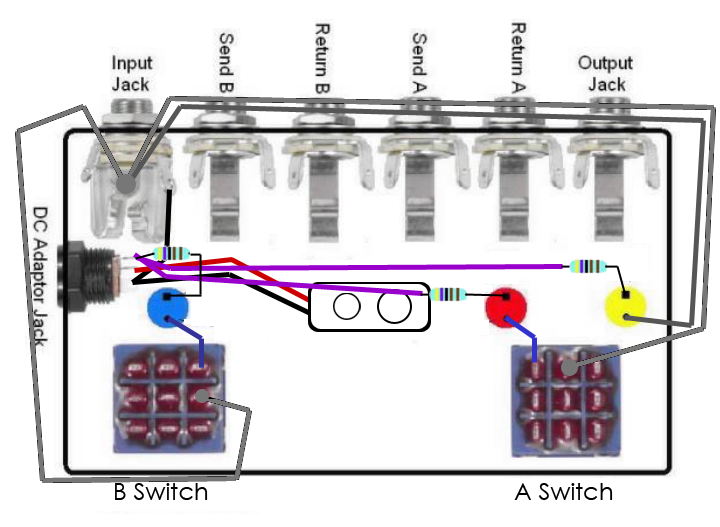 Input
Jack
Send B
Return B
Send A
Return A
Output
Jack
DC Adaptor Jack
B Switch
A Switch